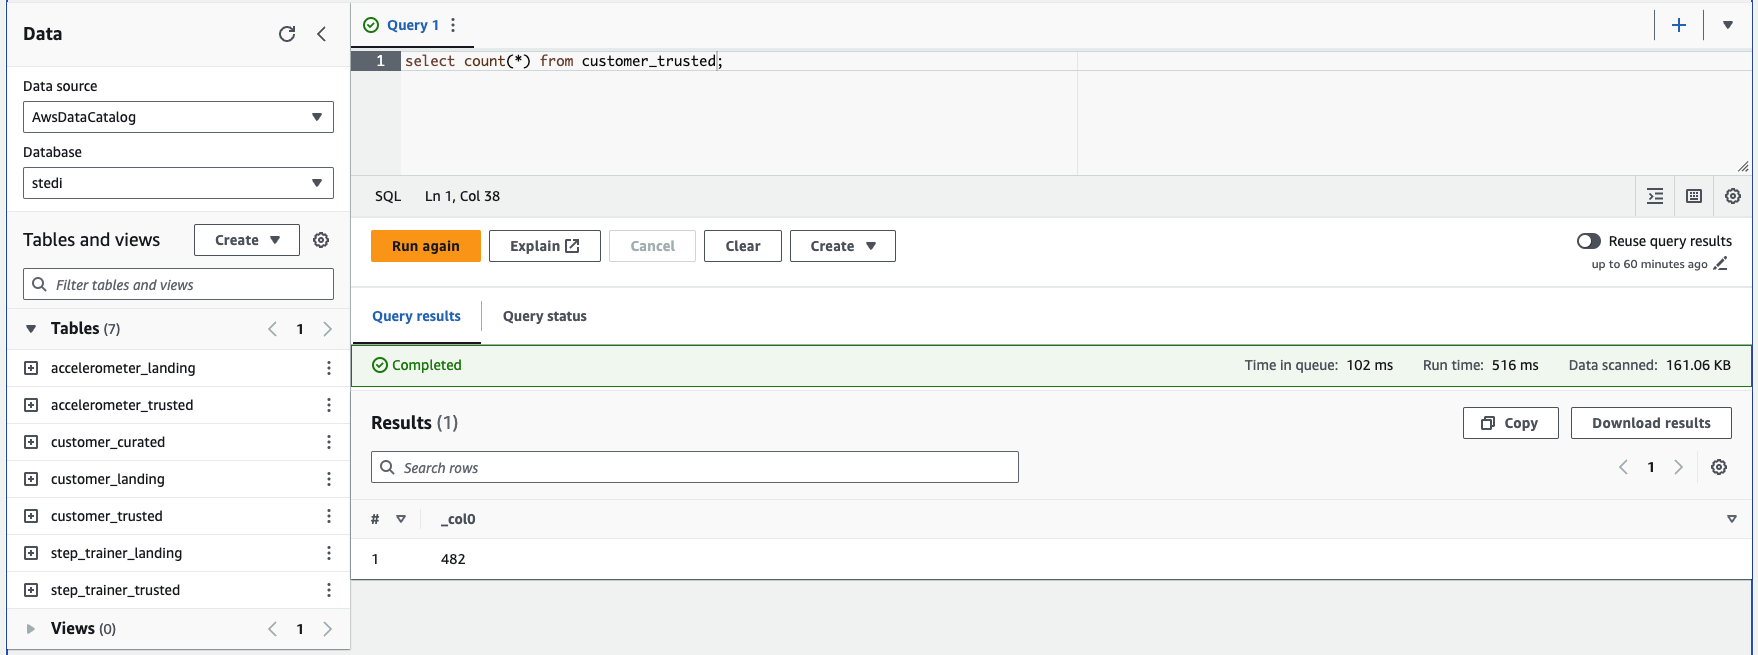 Data
Data source
AwsDataCatalog
Database
stedi
Tables and views
Create
Filter tables and views
Tables (7)
1
accelerometer_landing
accelerometer_trusted
customer_curated
customer_landing
customer_trusted
step_trainer_landing
step_trainer_trusted
Views (0)
1
Query 1
1 select count(*) from customer_trusted;
SQL Ln 1, Col 38
Run again Explain Cancel Clear Create
Reuse query results
up to 60 minutes ago
Query results Query status
Completed Time in queue: 102 ms Run time: 516 ms Data scanned: 161.06 KB
Results (1) Copy Download results
Search rows 1
# _col0
1 482